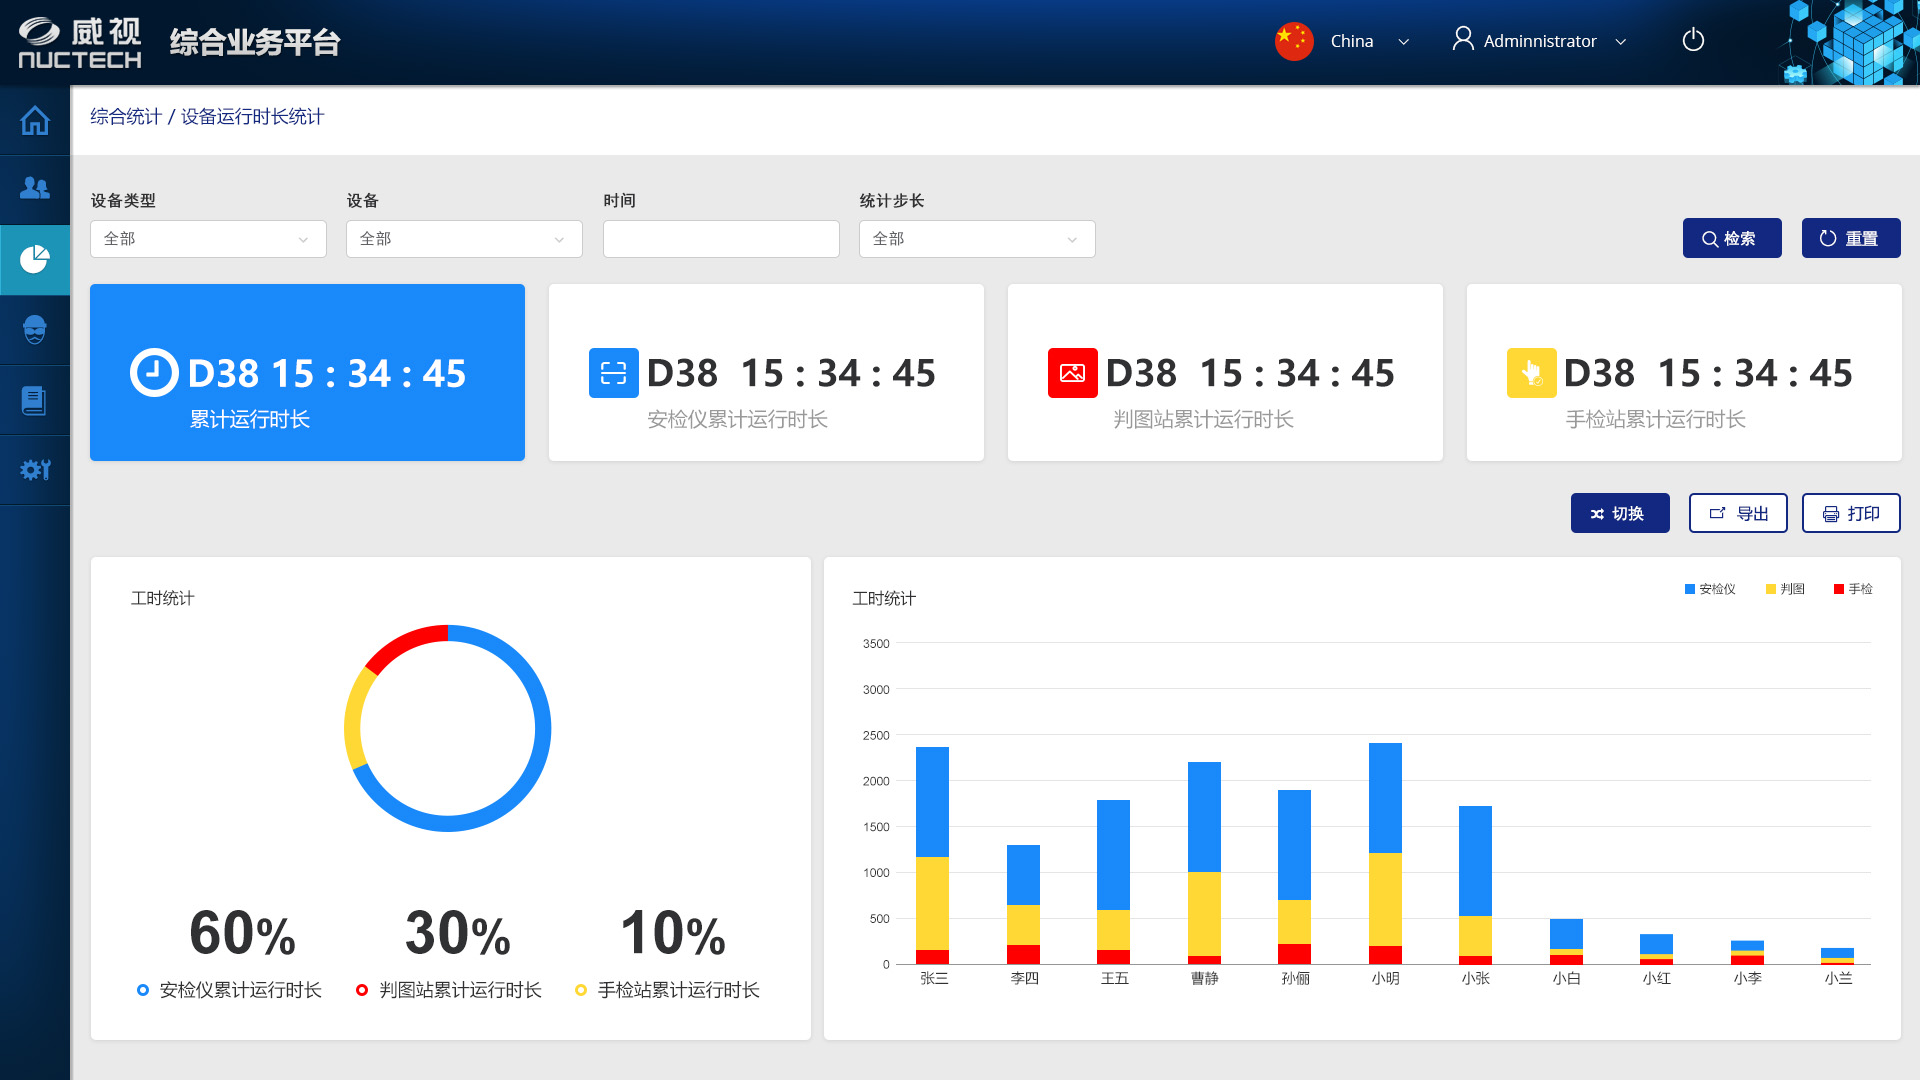 威视
NUCTECH
综合业务平台
China
Adminnistrator
综合统计 / 设备运行时长统计
设备类型
设备
时间
统计步长
全部
全部
全部
检索
重置
D38 15 : 34 : 45
累计运行时长
D38 15 : 34 : 45
安检仪累计运行时长
D38 15 : 34 : 45
判图站累计运行时长
D38 15 : 34 : 45
手检站累计运行时长
切换
导出
打印
工时统计
60%
30%
10%
安检仪累计运行时长
判图站累计运行时长
手检站累计运行时长
工时统计
安检仪
判图
手检
3500
3000
2500
2000
1500
1000
500
0
张三
李四
王五
曹静
孙俪
小明
小张
小白
小红
小李
小兰